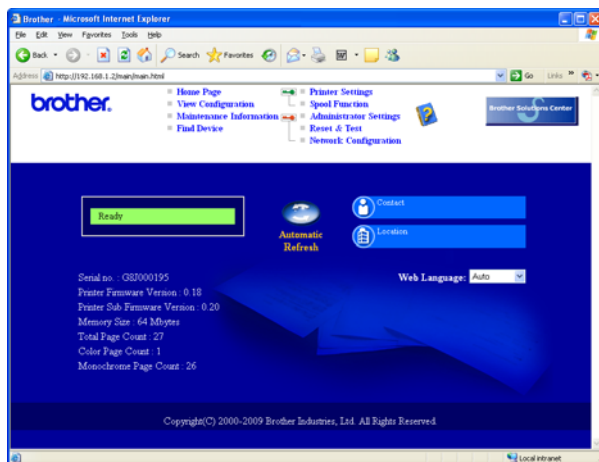 Brother - Microsoft Internet Explorer
File Edit View Favorites Tools Help
Back Search Favorites
Address http://192.168.1.2/main/main.html Go Links
brother.
Home Page
View Configuration
Maintenance Information
Find Device
Printer Settings
Spool Function
Administrator Settings
Reset & Test
Network Configuration
Brother Solutions Center
Ready
Automatic
Refresh
Contact
Location
Web Language: Auto
Serial no. : G8J000195
Printer Firmware Version : 0.18
Printer Sub Firmware Version : 0.20
Memory Size : 64 Mbytes
Total Page Count : 27
Color Page Count : 1
Monochrome Page Count : 26
Copyright(C) 2000-2009 Brother Industries, Ltd. All Rights Reserved.
Local intranet